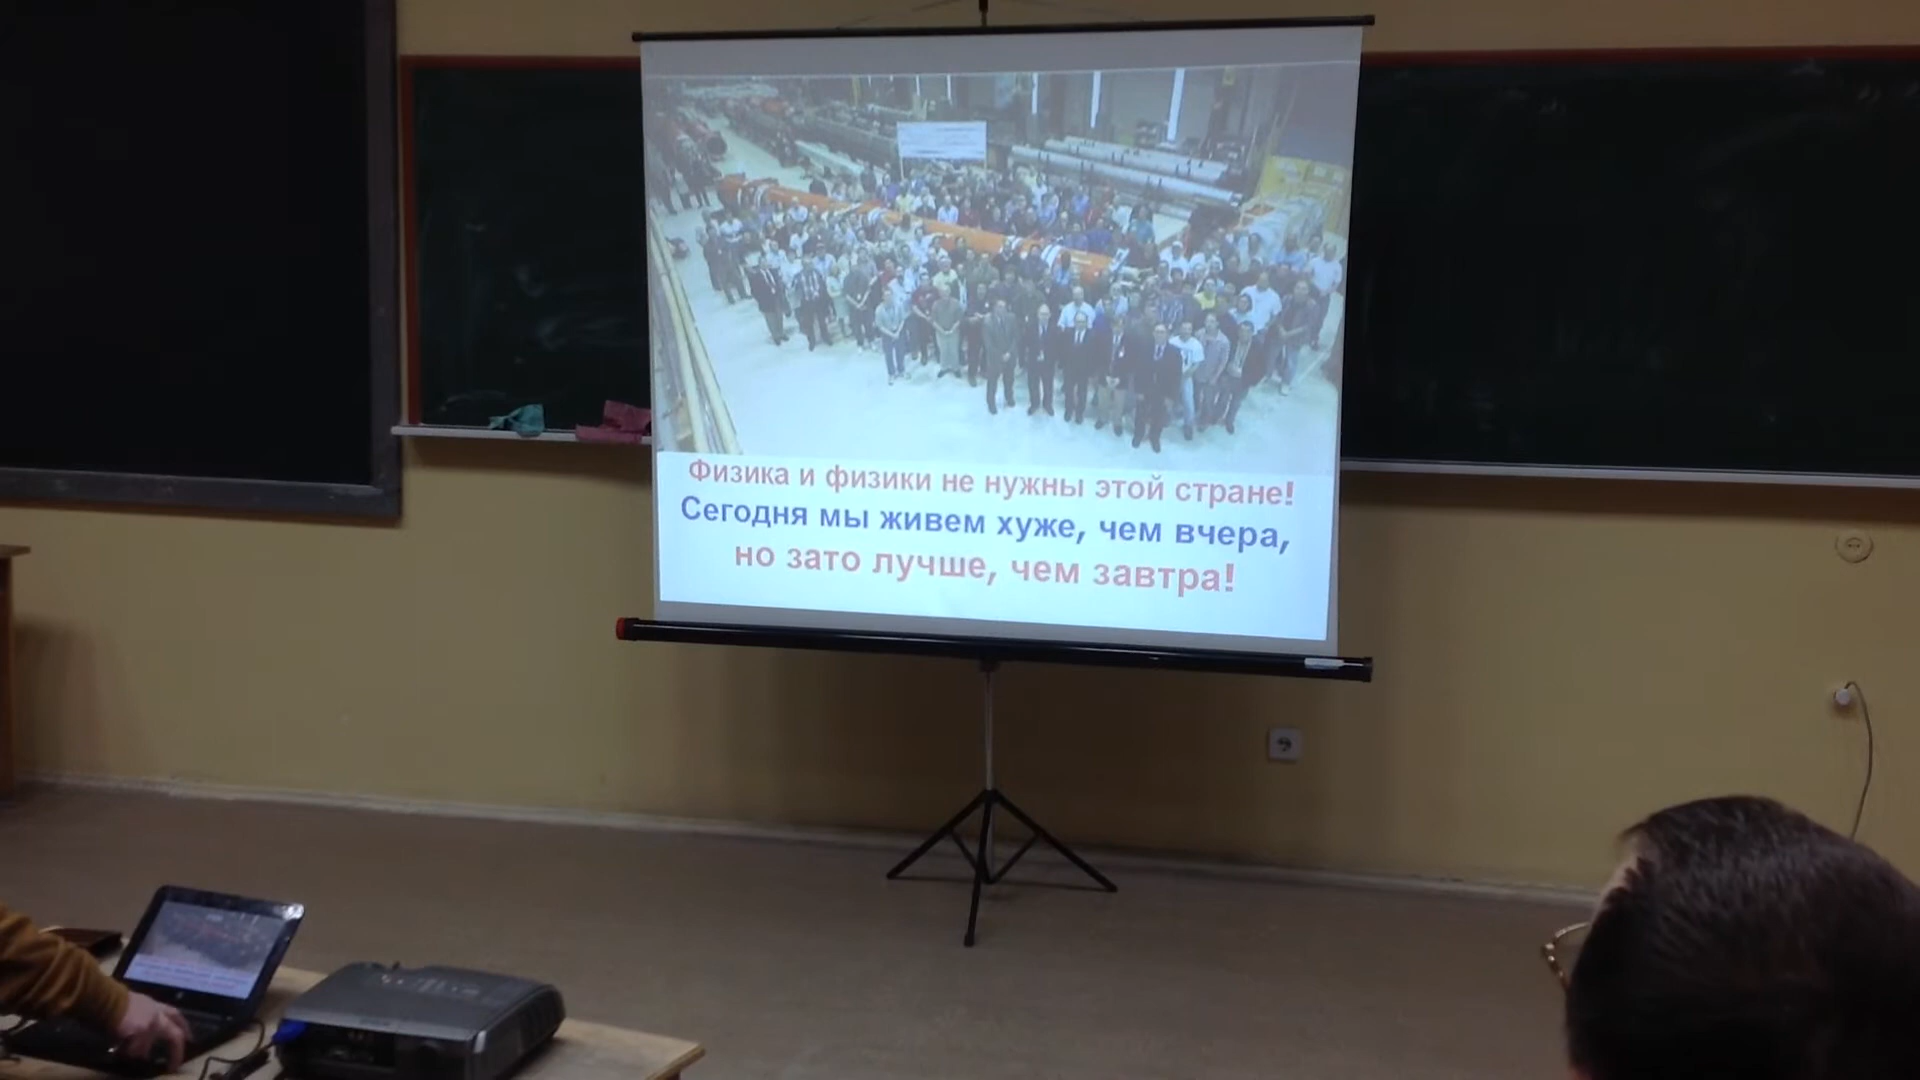 Физика и физики не нужны этой стране!
Сегодня мы живем хуже, чем вчера,
но зато лучше, чем завтра!